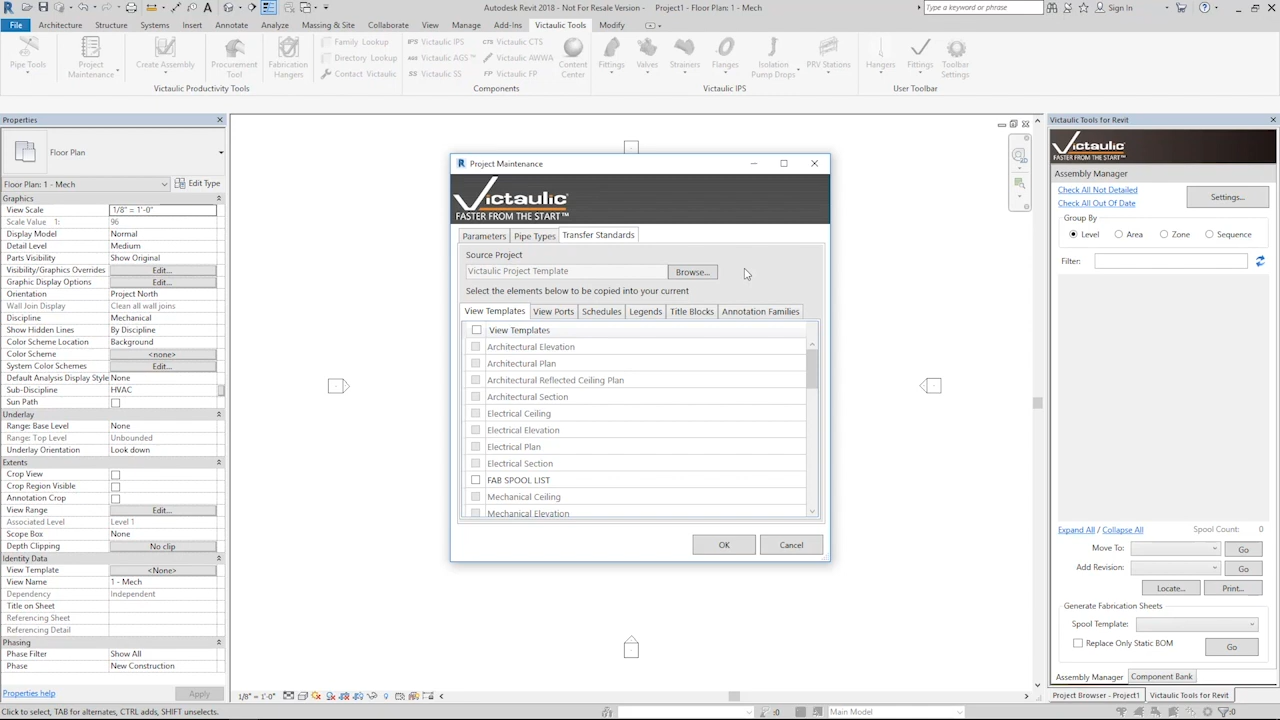 Autodesk Revit 2018 - Not For Resale Version - Project1 - Floor Plan: 1 - Mech
Type a keyword or phrase
Sign In
File Architecture Structure Systems Insert Annotate Analyze Massing & Site Collaborate View Manage Add-Ins Victaulic Tools Modify
Pipe Tools
Project Maintenance
Create Assembly
Procurement Tool
Fabrication Hangers
Family Lookup
Directory Lookup
Contact Victaulic
IPS Victaulic IPS
AGS Victaulic AGS™
SS Victaulic SS
CTS Victaulic CTS
Victaulic AWWA
FP Victaulic FP
Content Center
Fittings
Valves
Strainers
Flanges
Isolation Pump Drops
PRV Stations
Hangers
Fittings
Toolbar Settings
Victaulic Productivity Tools
Components
Victaulic IPS
User Toolbar
Properties
Floor Plan
Floor Plan: 1 - Mech
Edit Type
Graphics
View Scale 1/8" = 1'-0"
Scale Value 1: 96
Display Model Normal
Detail Level Medium
Parts Visibility Show Original
Visibility/Graphics Overrides Edit...
Graphic Display Options Edit...
Orientation Project North
Wall Join Display Clean all wall joins
Discipline Mechanical
Show Hidden Lines By Discipline
Color Scheme Location Background
Color Scheme <none>
System Color Schemes Edit...
Default Analysis Display Style None
Sub-Discipline HVAC
Sun Path
Underlay
Range: Base Level None
Range: Top Level Unbounded
Underlay Orientation Look down
Extents
Crop View
Crop Region Visible
Annotation Crop
View Range Edit...
Associated Level Level 1
Scope Box None
Depth Clipping No clip
Identity Data
View Template <None>
View Name 1 - Mech
Dependency Independent
Title on Sheet
Referencing Sheet
Referencing Detail
Phasing
Phase Filter Show All
Phase New Construction
Properties help
Apply
Project Maintenance
Victaulic®
FASTER FROM THE START™
Parameters Pipe Types Transfer Standards
Source Project
Victaulic Project Template
Browse...
Select the elements below to be copied into your current
View Templates View Ports Schedules Legends Title Blocks Annotation Families
View Templates
Architectural Elevation
Architectural Plan
Architectural Reflected Ceiling Plan
Architectural Section
Electrical Ceiling
Electrical Elevation
Electrical Plan
Electrical Section
FAB SPOOL LIST
Mechanical Ceiling
Mechanical Elevation
OK
Cancel
Victaulic Tools for Revit
Victaulic®
FASTER FROM THE START™
Assembly Manager
Check All Not Detailed
Check All Out Of Date
Settings...
Group By
Level Area Zone Sequence
Filter:
Expand All / Collapse All
Spool Count: 0
Move To: Go
Add Revision: Go
Locate... Print...
Generate Fabrication Sheets
Spool Template:
Replace Only Static BOM
Go
Assembly Manager Component Bank
Project Browser - Project1 Victaulic Tools for Revit
1/8" = 1'-0"
Click to select, TAB for alternates, CTRL adds, SHIFT unselects.
:0
Main Model
:0